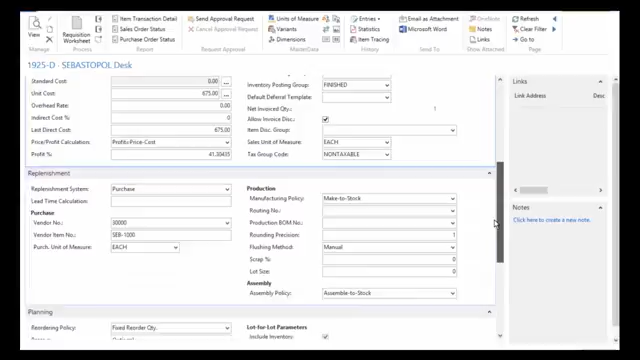 View
Requisition Worksheet
Item Transaction Detail
Sales Order Status
Purchase Order Status
Send Approval Request
Cancel Approval Request
Units of Measure
Variants
Dimensions
Entries
Statistics
Item Tracing
Email as Attachment
Microsoft Word
OneNote
Notes
Links
Refresh
Clear Filter
Go to
Manage
Process
Report
Request Approval
Master Data
History
Send To
Show Attached
Page
1925-D - SEBASTOPOL Desk
Standard Cost: 0.00
Unit Cost: 675.00
Overhead Rate: 0.00
Indirect Cost %: 0
Last Direct Cost: 675.00
Price/Profit Calculation: Profit=Price-Cost
Profit %: 41.30435
Inventory Posting Group: FINISHED
Default Deferral Template:
Net Invoiced Qty.: 1
Allow Invoice Disc.:
Item Disc. Group:
Sales Unit of Measure: EACH
Tax Group Code: NONTAXABLE
Replenishment
Replenishment System: Purchase
Lead Time Calculation:
Purchase
Vendor No.: 30000
Vendor Item No.: SEB-1000
Purch. Unit of Measure: EACH
Production
Manufacturing Policy: Make-to-Stock
Routing No.:
Production BOM No.:
Rounding Precision: 1
Flushing Method: Manual
Scrap %: 0
Lot Size: 0
Assembly
Assembly Policy: Assemble-to-Stock
Planning
Reordering Policy: Fixed Reorder Qty.
Lot-for-Lot Parameters
Include Inventory:
Links
Link Address Desc
Notes
Click here to create a new note.